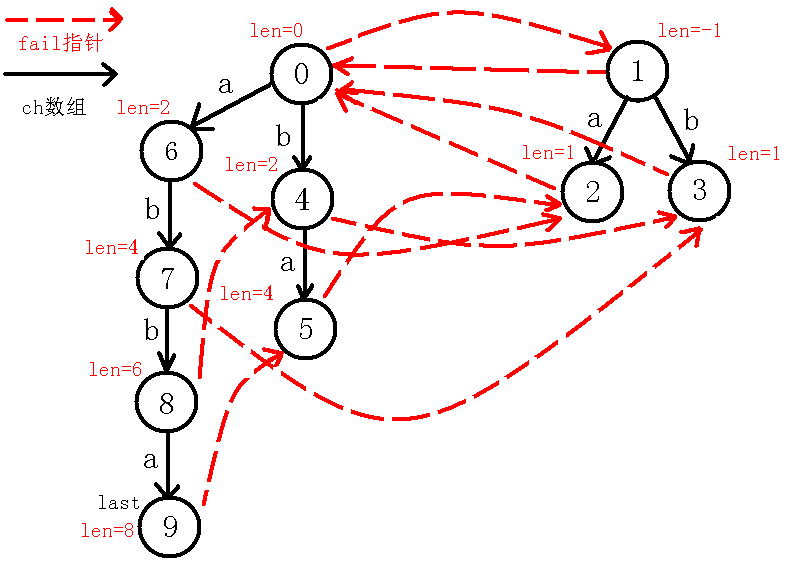 fail指针
ch数组
len=0
0
len=-1
1
a
b
a
b
len=2
6
len=2
4
len=1
2
len=1
3
b
a
len=4
7
len=4
5
b
len=6
8
a
last
len=8
9